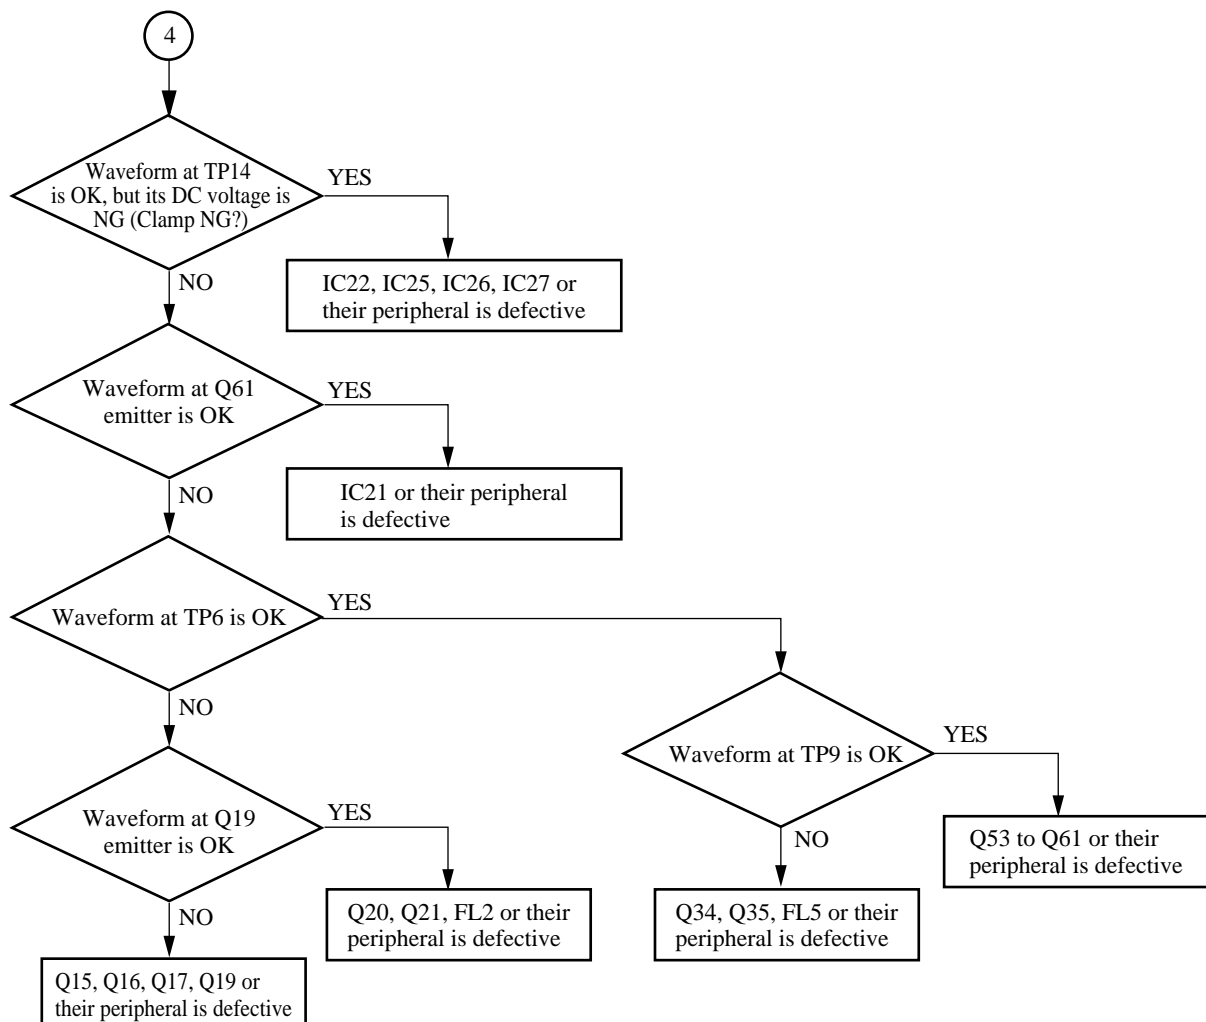 4
Waveform at TP14
is OK, but its DC voltage is
NG (Clamp NG?)
YES
IC22, IC25, IC26, IC27 or
their peripheral is defective
NO
Waveform at Q61
emitter is OK
YES
IC21 or their peripheral
is defective
NO
Waveform at TP6 is OK
YES
NO
Waveform at TP9 is OK
YES
Q53 to Q61 or their
peripheral is defective
NO
Q34, Q35, FL5 or their
peripheral is defective
Waveform at Q19
emitter is OK
YES
Q20, Q21, FL2 or their
peripheral is defective
NO
Q15, Q16, Q17, Q19 or
their peripheral is defective